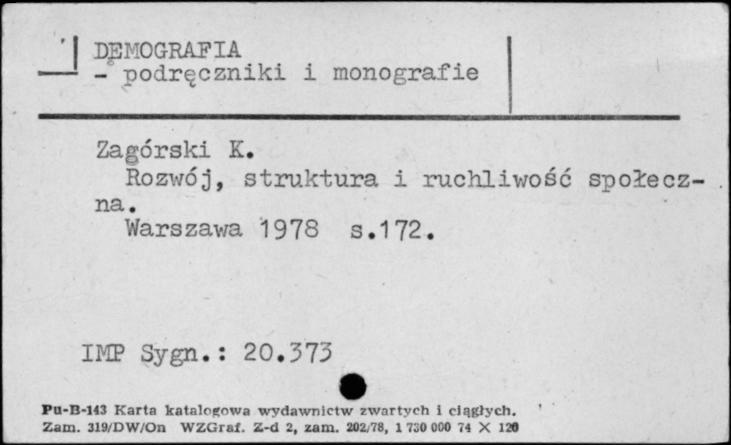 DEMOGRAFIA
- podręczniki i monografie
Zagórski K.
Rozwój, struktura i ruchliwość społecz-
na.
Warszawa 1978 s.172.
IMP Sygn.: 20.373
Pu-B-143 Karta katalogowa wydawnictw zwartych i ciągłych.
Zam. 319/DW/On WZGraf. Z-d 2, zam. 202/78, 1 730 000 74 X 120